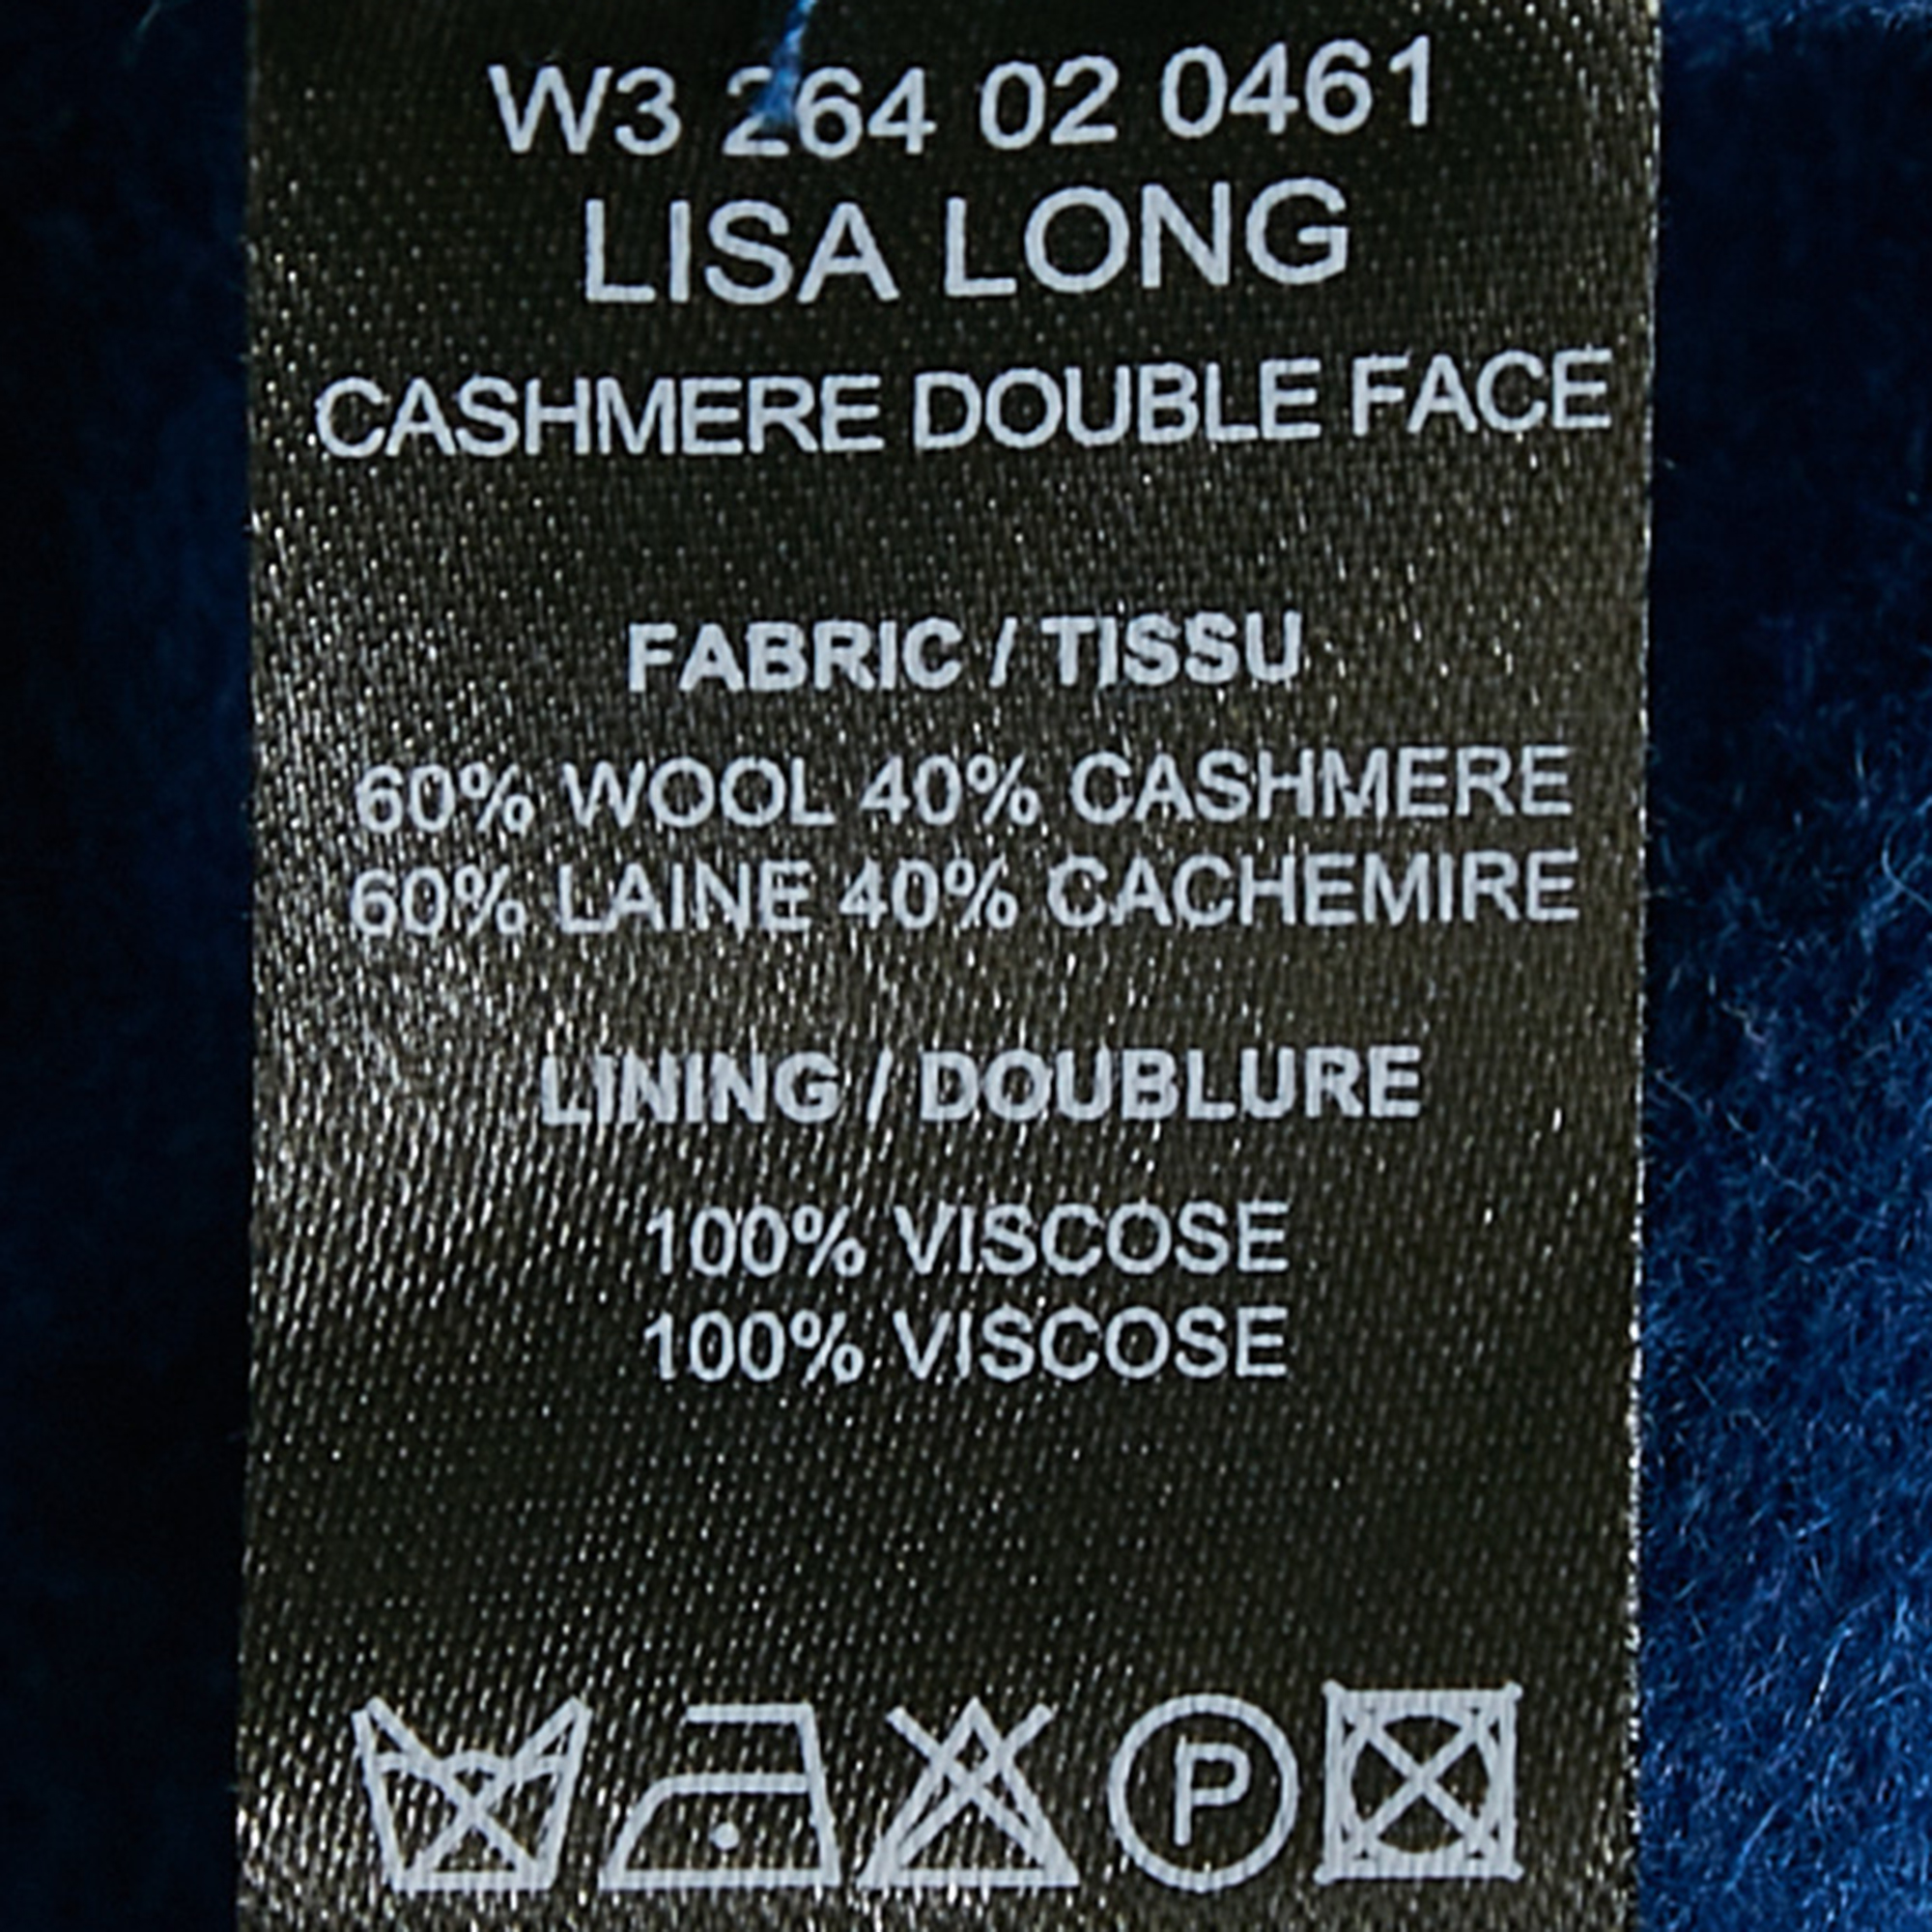 W3 264 02 0461
LISA LONG
CASHMERE DOUBLE FACE
FABRIC / TISSU
60% WOOL 40% CASHMERE
60% LAINE 40% CACHEMIRE
LINING / DOUBLURE
100% VISCOSE
100% VISCOSE
P